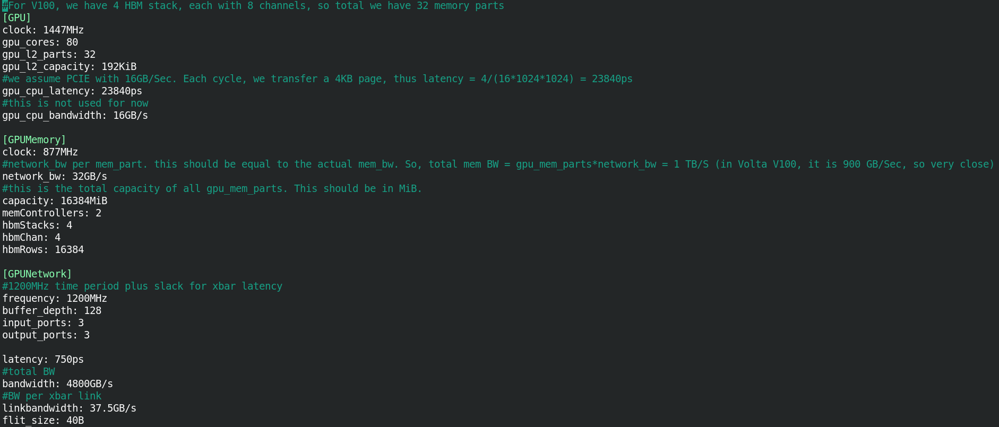 #For V100, we have 4 HBM stack, each with 8 channels, so total we have 32 memory parts
[GPU]
clock: 1447MHz
gpu_cores: 80
gpu_l2_parts: 32
gpu_l2_capacity: 192KiB
#we assume PCIE with 16GB/Sec. Each cycle, we transfer a 4KB page, thus latency = 4/(16*1024*1024) = 23840ps
gpu_cpu_latency: 23840ps
#this is not used for now
gpu_cpu_bandwidth: 16GB/s

[GPUMemory]
clock: 877MHz
#network_bw per mem_part. this should be equal to the actual mem_bw. So, total mem BW = gpu_mem_parts*network_bw = 1 TB/S (in Volta V100, it is 900 GB/Sec, so very close)
network_bw: 32GB/s
#this is the total capacity of all gpu_mem_parts. This should be in MiB.
capacity: 16384MiB
memControllers: 2
hbmStacks: 4
hbmChan: 4
hbmRows: 16384

[GPUNetwork]
#1200MHz time period plus slack for xbar latency
frequency: 1200MHz
buffer_depth: 128
input_ports: 3
output_ports: 3

latency: 750ps
#total BW
bandwidth: 4800GB/s
#BW per xbar link
linkbandwidth: 37.5GB/s
flit_size: 40B